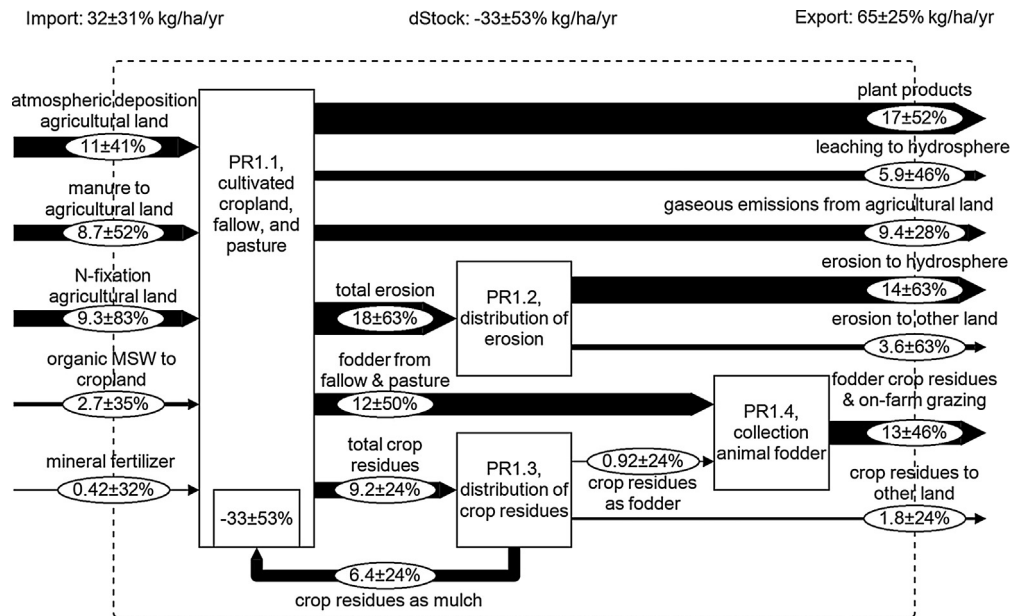 Import: 32±31% kg/ha/yr
dStock: -33±53% kg/ha/yr
Export: 65±25% kg/ha/yr
atmospheric deposition
agricultural land
11±41%
manure to
agricultural land
8.7±52%
N-fixation
agricultural land
9.3±83%
organic MSW to
cropland
2.7±35%
mineral fertilizer
0.42±32%
PR1.1,
cultivated
cropland,
fallow, and
pasture
-33±53%
total erosion
18±63%
fodder from
fallow & pasture
12±50%
total crop
residues
9.2±24%
6.4±24%
crop residues as mulch
PR1.2,
distribution of
erosion
PR1.3,
distribution of
crop residues
0.92±24%
crop residues
as fodder
PR1.4,
collection
animal fodder
plant products
17±52%
leaching to hydrosphere
5.9±46%
gaseous emissions from agricultural land
9.4±28%
erosion to hydrosphere
14±63%
erosion to other land
3.6±63%
fodder crop residues
& on-farm grazing
13±46%
crop residues to
other land
1.8±24%